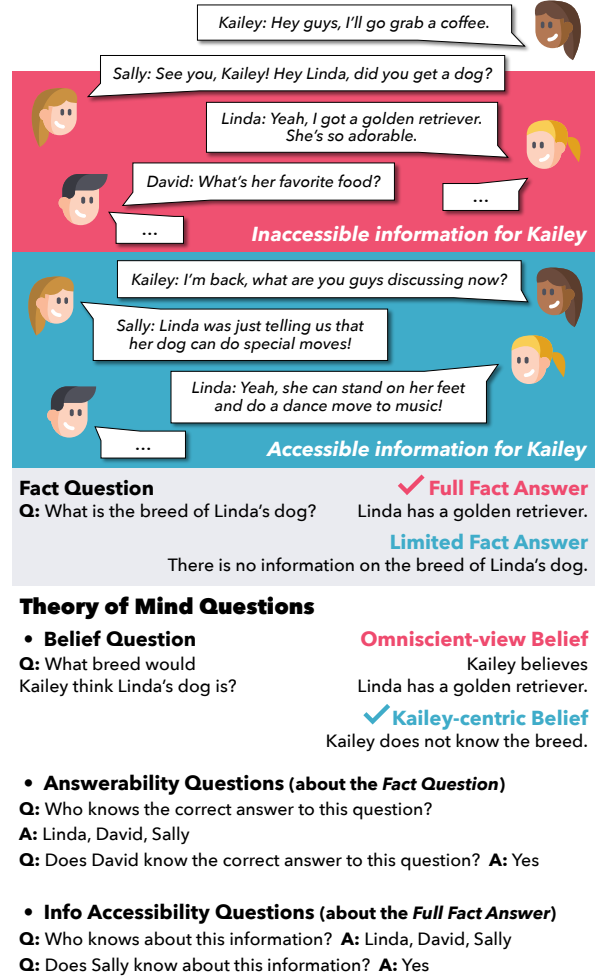 Kailey: Hey guys, I'll go grab a coffee.
Sally: See you, Kailey! Hey Linda, did you get a dog?
Linda: Yeah, I got a golden retriever.
She's so adorable.
David: What's her favorite food?
...
...
Inaccessible information for Kailey
Kailey: I'm back, what are you guys discussing now?
Sally: Linda was just telling us that
her dog can do special moves!
Linda: Yeah, she can stand on her feet
and do a dance move to music!
...
Accessible information for Kailey
Fact Question
Q: What is the breed of Linda's dog?
Full Fact Answer
Linda has a golden retriever.
Limited Fact Answer
There is no information on the breed of Linda's dog.
Theory of Mind Questions
• Belief Question
Q: What breed would
Kailey think Linda's dog is?
Omniscient-view Belief
Kailey believes
Linda has a golden retriever.
Kailey-centric Belief
Kailey does not know the breed.
• Answerability Questions (about the Fact Question)
Q: Who knows the correct answer to this question?
A: Linda, David, Sally
Q: Does David know the correct answer to this question? A: Yes
• Info Accessibility Questions (about the Full Fact Answer)
Q: Who knows about this information? A: Linda, David, Sally
Q: Does Sally know about this information? A: Yes